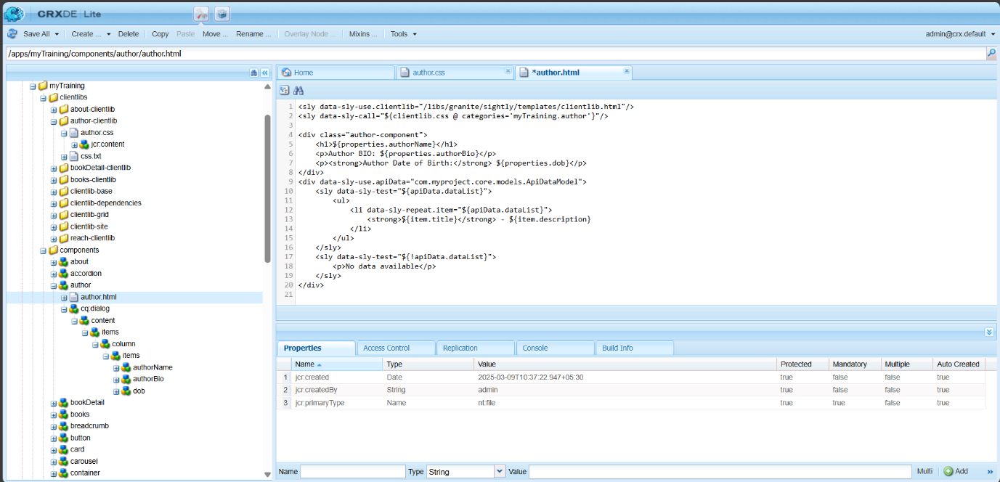 CRXDE | Lite
Save All Create ... Delete Copy Paste Move ... Rename ... Overlay Node ... Mixins ... Tools admin@crx.default
/apps/myTraining/components/author/author.html
Home author.css *author.html
myTraining
clientlibs
about-clientlib
author-clientlib
author.css
jcr:content
css.txt
bookDetail-clientlib
books-clientlib
clientlib-base
clientlib-dependencies
clientlib-grid
clientlib-site
reach-clientlib
components
about
accordion
author
author.html
cq:dialog
content
items
column
items
authorName
authorBio
dob
bookDetail
books
breadcrumb
button
card
carousel
container
1 <sly data-sly-use.clientlib="/libs/granite/sightly/templates/clientlib.html"/>
2 <sly data-sly-call="${clientlib.css @ categories='myTraining.author'}"/>
3
4 <div class="author-component">
5 <h1>${properties.authorName}</h1>
6 <p>Author BIO: ${properties.authorBio}</p>
7 <p><strong>Author Date of Birth:</strong> ${properties.dob}</p>
8 </div>
9 <div data-sly-use.apiData="com.myproject.core.models.ApiDataModel">
10 <sly data-sly-test="${apiData.dataList}">
11 <ul>
12 <li data-sly-repeat.item="${apiData.dataList}">
13 <strong>${item.title}</strong> - ${item.description}
14 </li>
15 </ul>
16 </sly>
17 <sly data-sly-test="${!apiData.dataList}">
18 <p>No data available</p>
19 </sly>
20 </div>
21
Properties Access Control Replication Console Build Info
Name Type Value Protected Mandatory Multiple Auto Created
1 jcr:created Date 2025-03-09T10:37:22.947+05:30 true false false true
2 jcr:createdBy String admin true false false true
3 jcr:primaryType Name nt:file true true false true
Name Type String Value Multi Add »